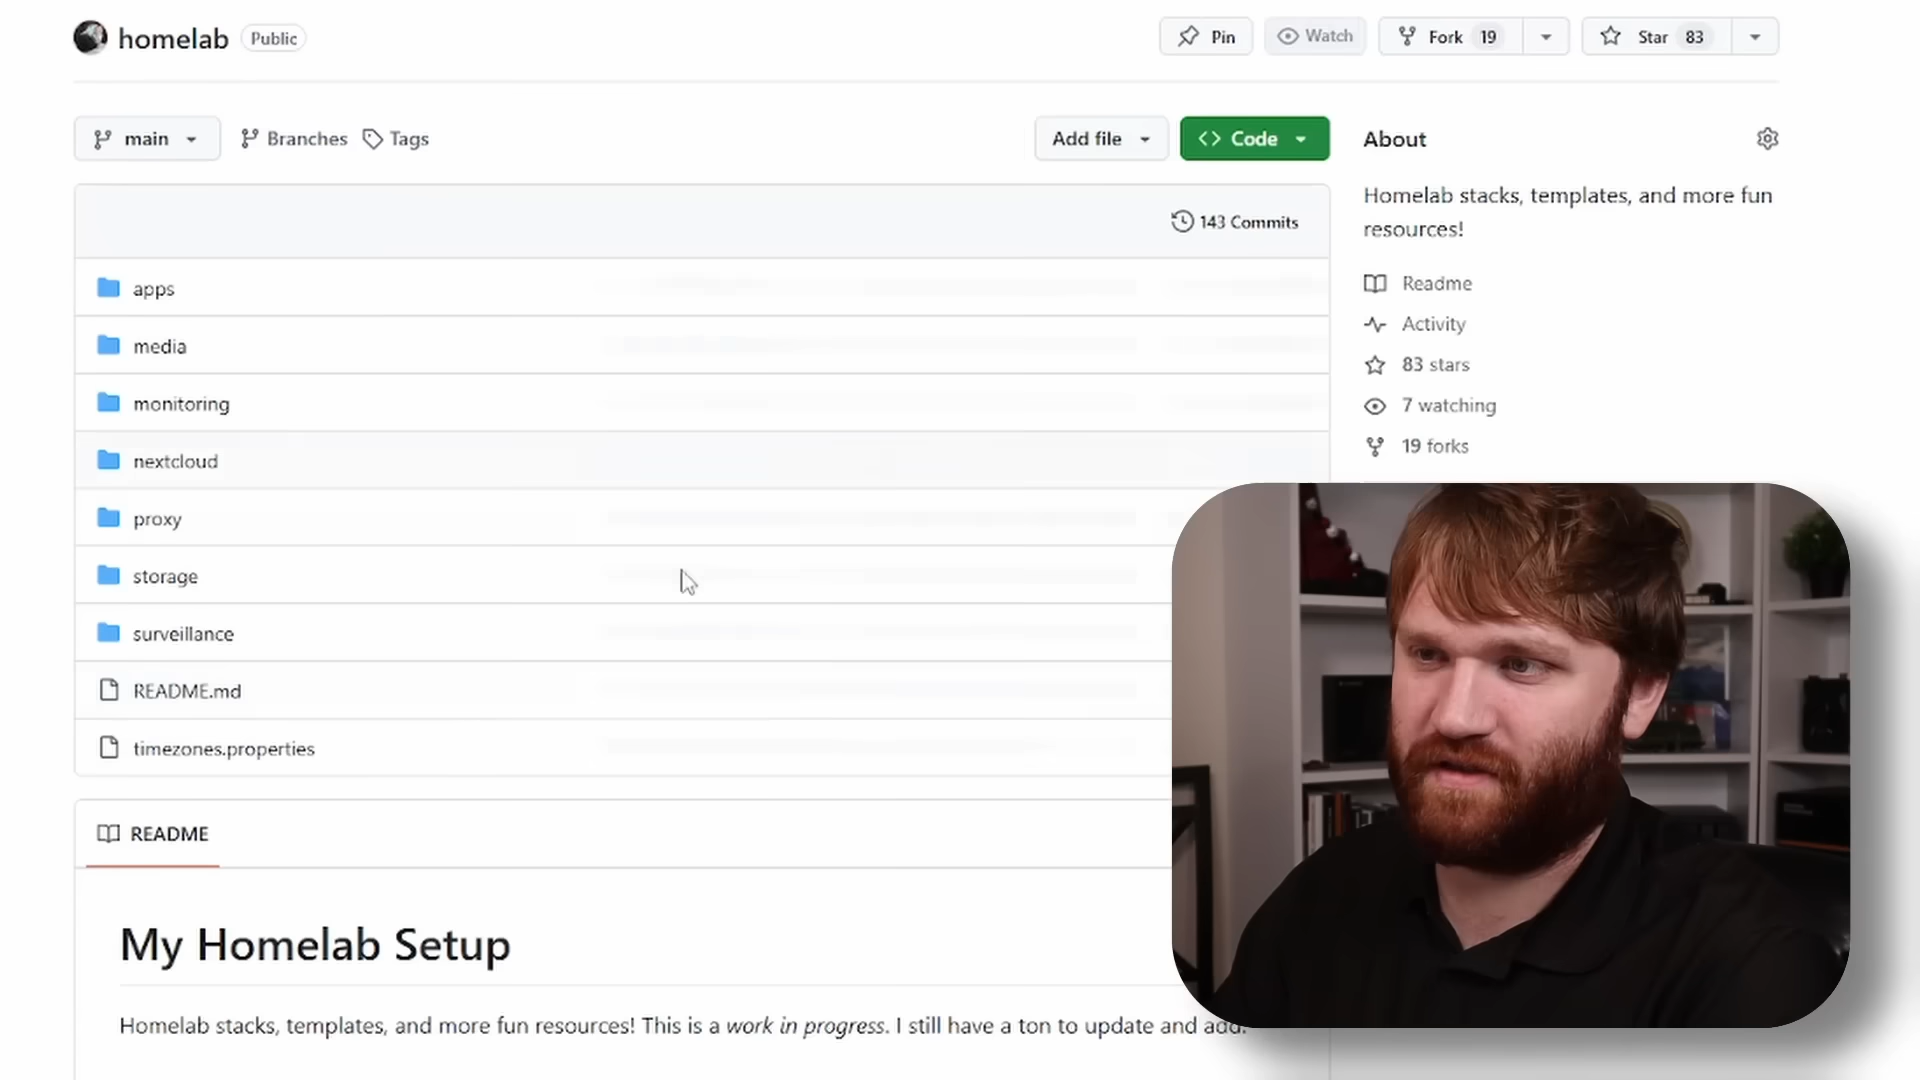 homelab Public
Pin
Watch
Fork 19
Star 83
main
Branches
Tags
Add file
Code
About
Homelab stacks, templates, and more fun
resources!
143 Commits
apps
media
monitoring
nextcloud
proxy
storage
surveillance
README.md
timezones.properties
Readme
Activity
83 stars
7 watching
19 forks
README
My Homelab Setup
Homelab stacks, templates, and more fun resources! This is a work in progress. I still have a ton to update and add.